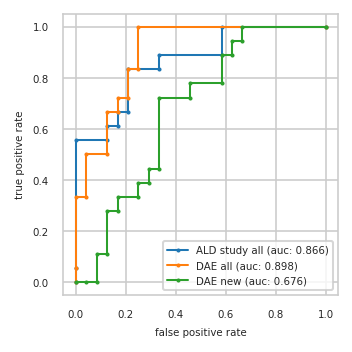 1.0
0.8
0.6
0.4
0.2
0.0
true positive rate
ALD study all (auc: 0.866)
DAE all (auc: 0.898)
DAE new (auc: 0.676)
0.0 0.2 0.4 0.6 0.8 1.0
false positive rate